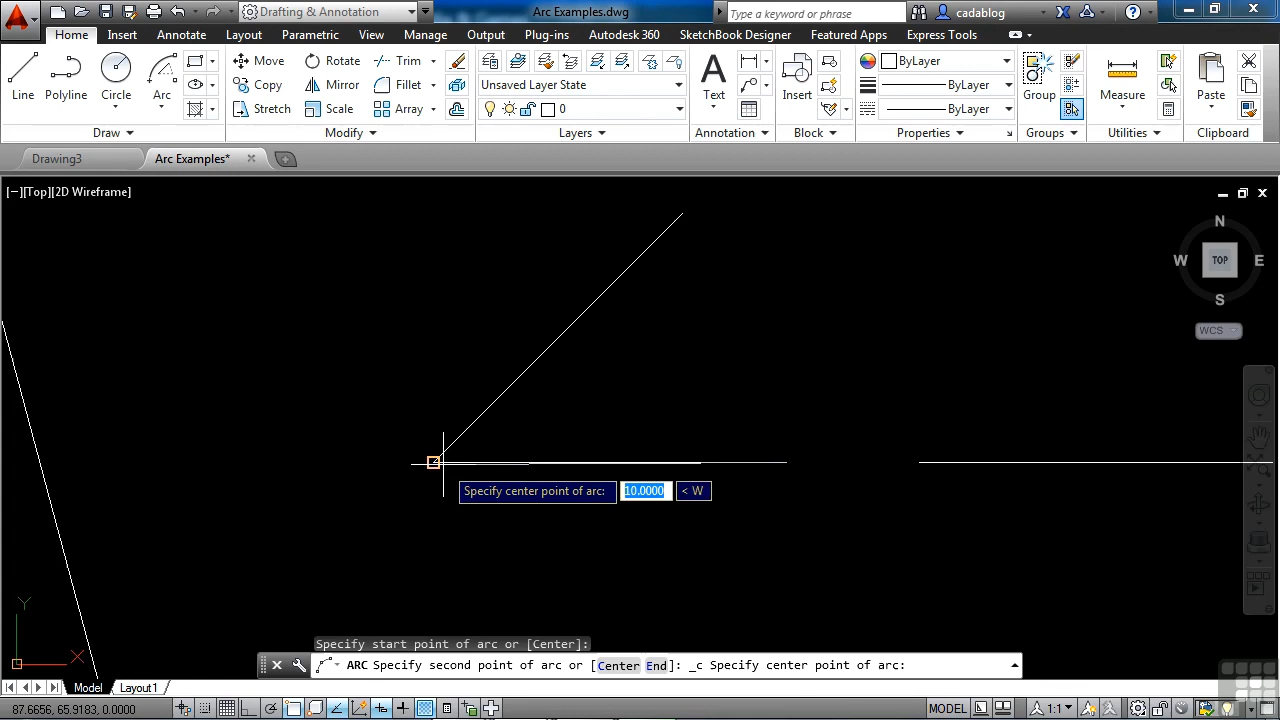 Drafting & Annotation
Arc Examples.dwg
Type a keyword or phrase
cadablog
Home Insert Annotate Layout Parametric View Manage Output Plug-ins Autodesk 360 SketchBook Designer Featured Apps Express Tools
Line Polyline Circle Arc
Move Rotate Trim
Copy Mirror Fillet
Stretch Scale Array
Unsaved Layer State
0
Text
Insert
ByLayer
ByLayer
ByLayer
Group
Measure
Paste
Draw Modify Layers Annotation Block Properties Groups Utilities Clipboard
Drawing3 Arc Examples*
[−][Top][2D Wireframe]
N
W TOP E
S
WCS
Specify center point of arc: 10.0000 < W
Y
X
Specify start point of arc or [Center]:
ARC Specify second point of arc or [Center End]: _c Specify center point of arc:
Model Layout1
87.6656, 65.9183, 0.0000
MODEL 1:1